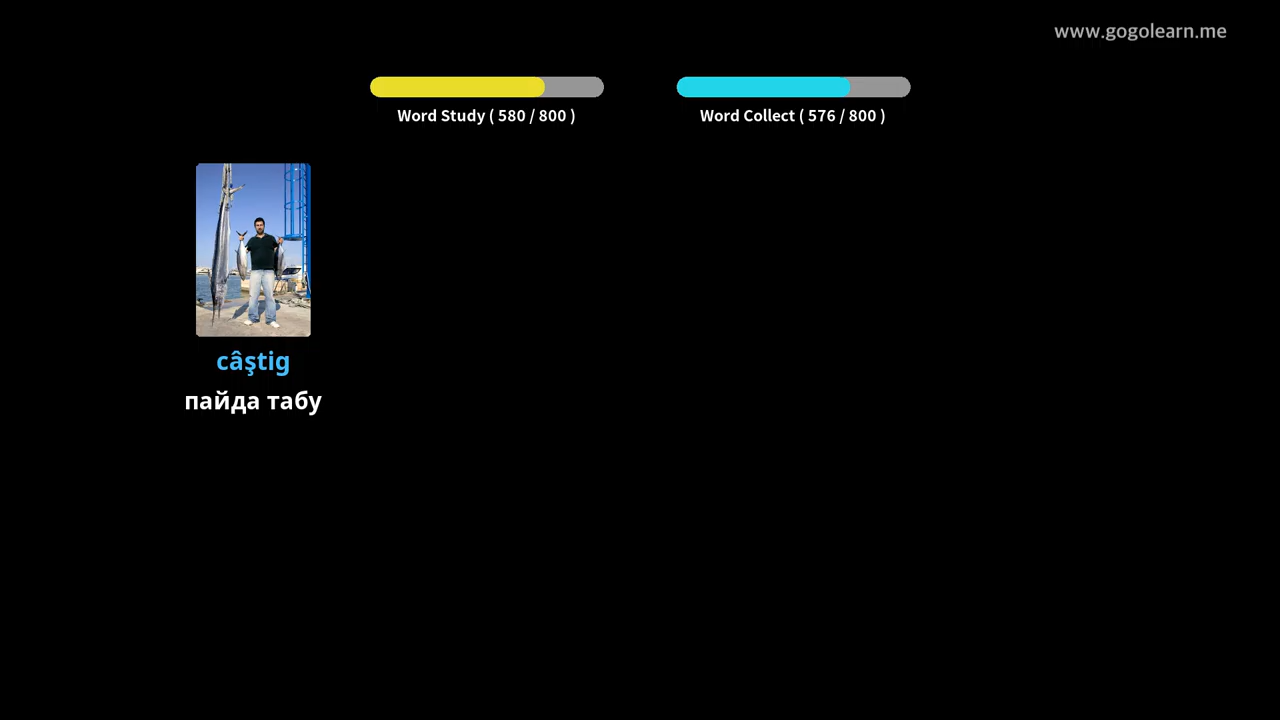 www.gogolearn.me
Word Study ( 580 / 800 )
Word Collect ( 576 / 800 )
câştig
пайда табу